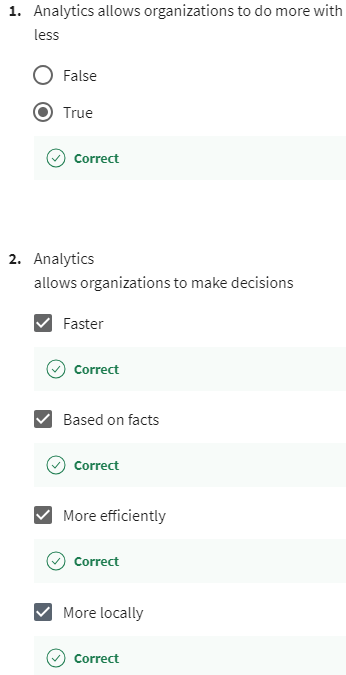 1. Analytics allows organizations to do more with
less
False
True
Correct
2. Analytics
allows organizations to make decisions
Faster
Correct
Based on facts
Correct
More efficiently
Correct
More locally
Correct